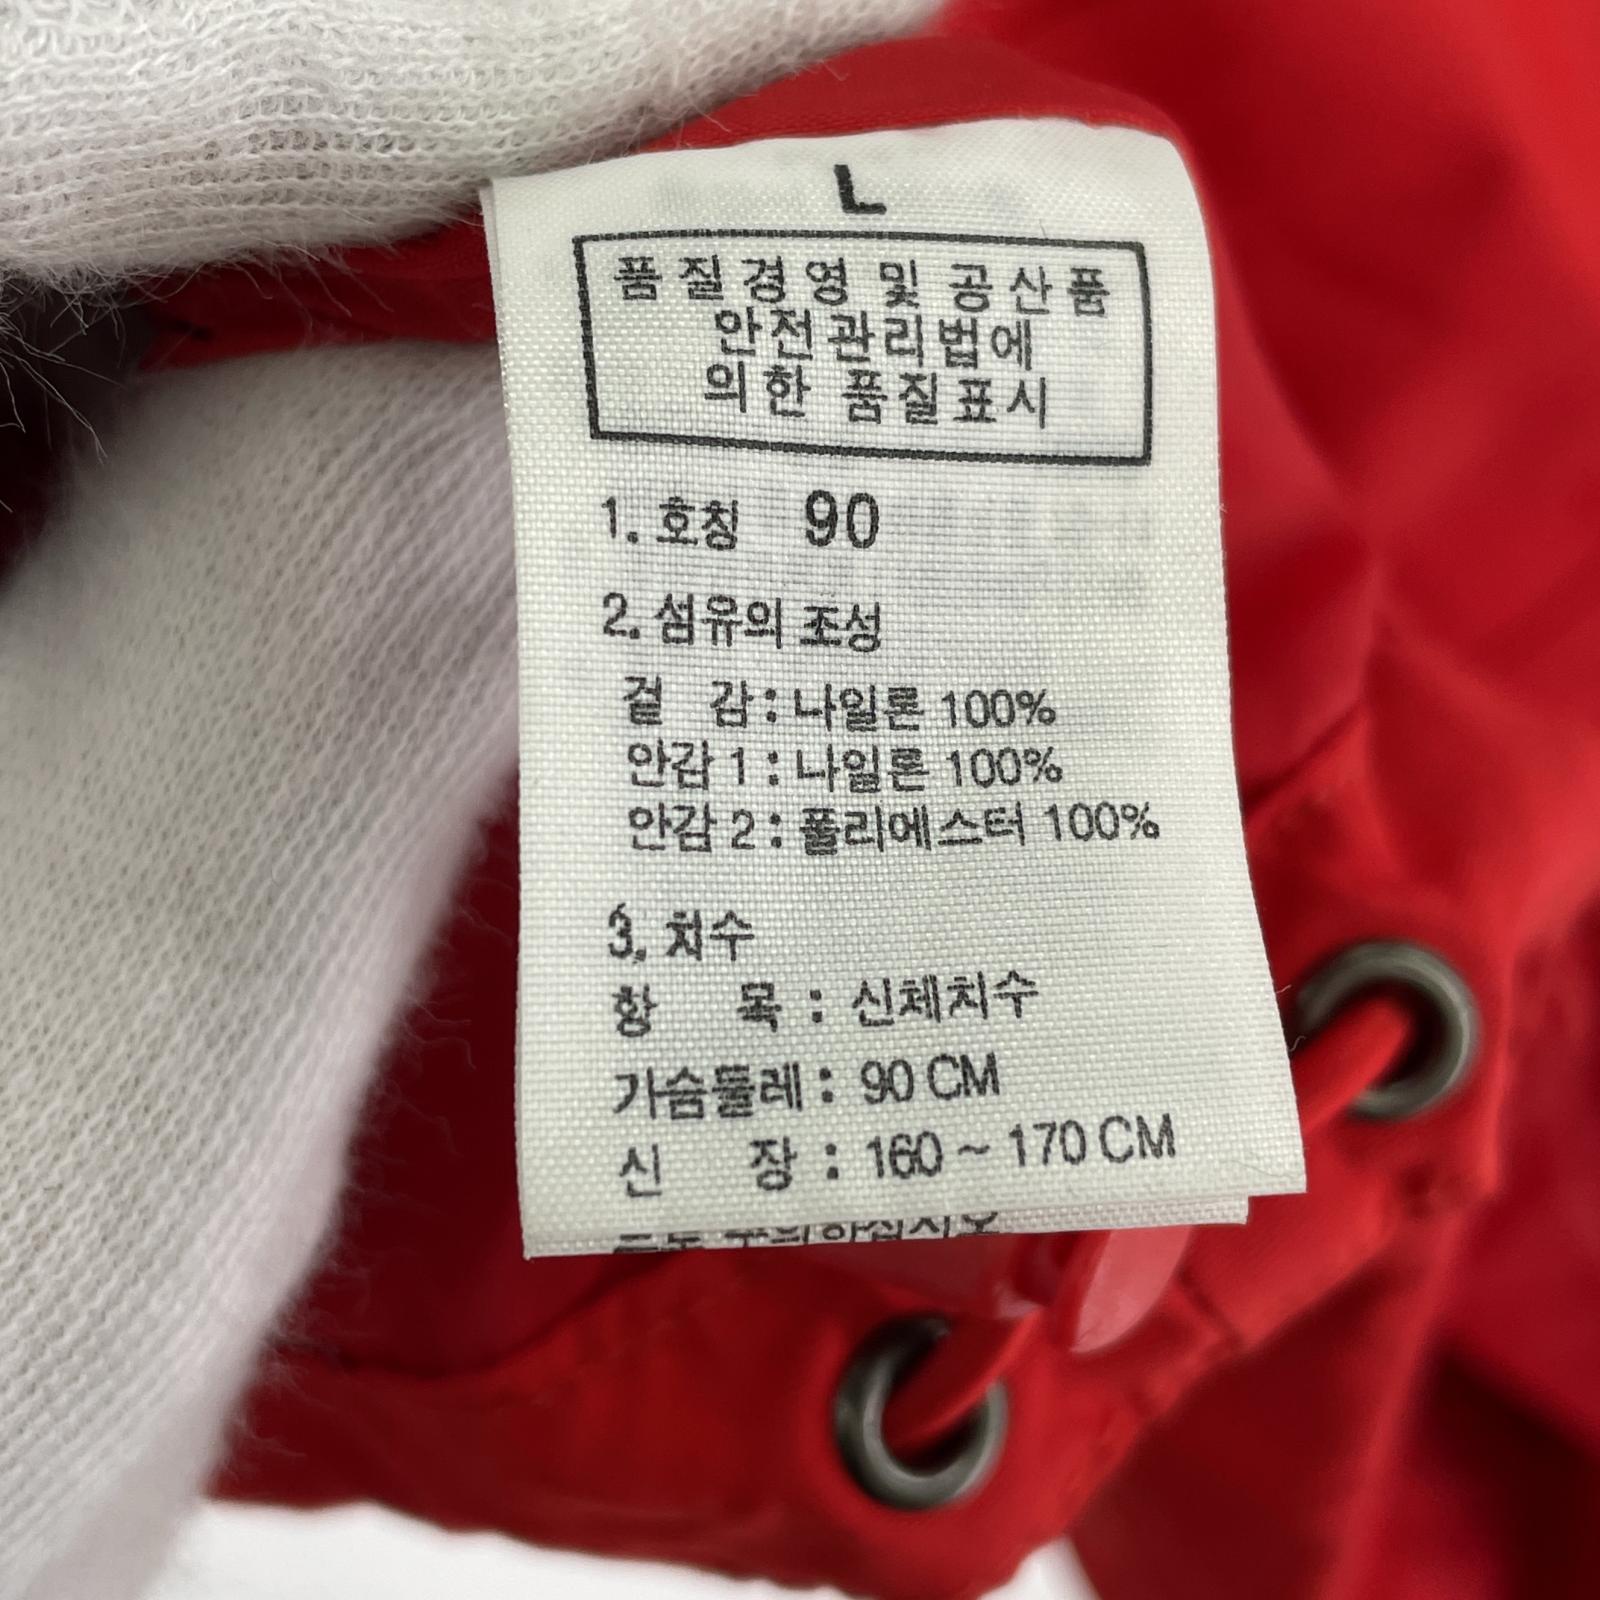 L
품질경영 및 공산품
안전관리법에
의한 품질표시
1. 호칭 90
2. 섬유의 조성
겉 감 : 나일론 100%
안감 1 : 나일론 100%
안감 2 : 폴리에스터 100%
3. 치수
항 목 : 신체치수
가슴둘레 : 90 CM
신 장 : 160 ~ 170 CM